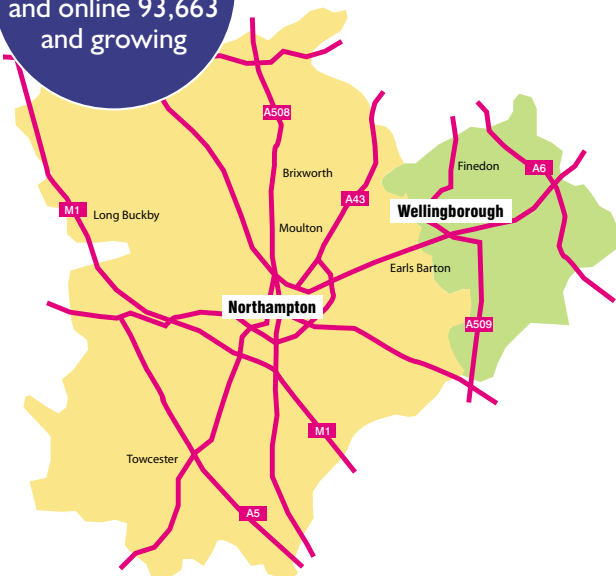 and online 93,663
and growing
A508
Finedon
A6
Brixworth
A43
M1
Long Buckby
Wellingborough
Moulton
Earls Barton
Northampton
A509
M1
Towcester
A5